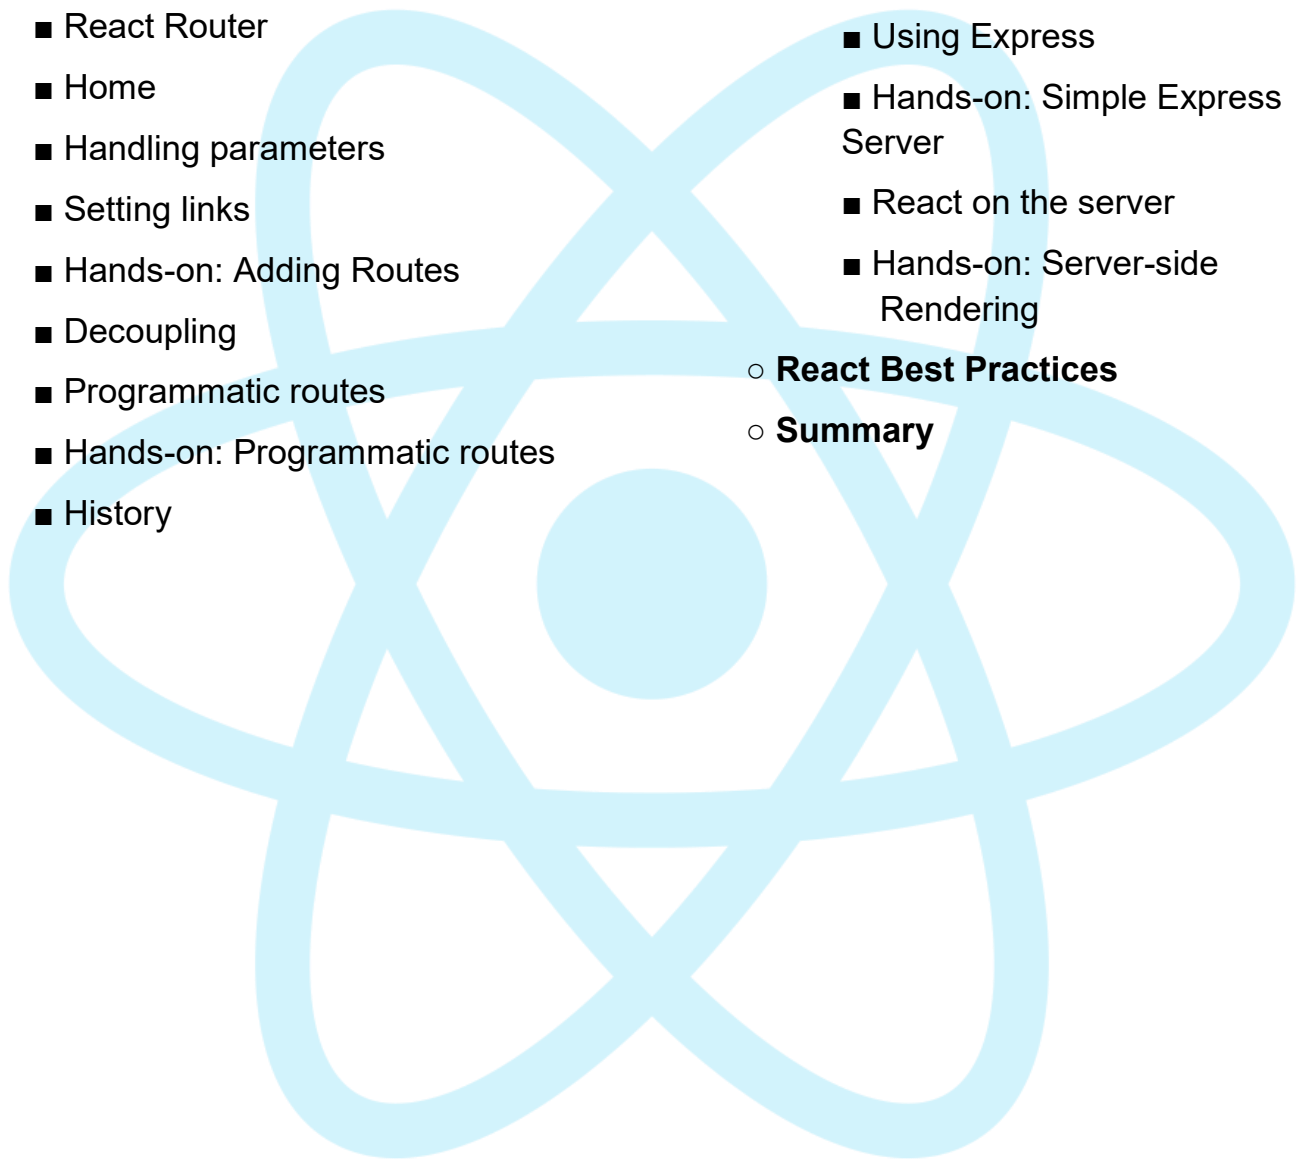 ■ React Router
■ Home
■ Handling parameters
■ Setting links
■ Hands-on: Adding Routes
■ Decoupling
■ Programmatic routes
■ Hands-on: Programmatic routes
■ History
■ Using Express
■ Hands-on: Simple Express
Server
■ React on the server
■ Hands-on: Server-side
Rendering
○ React Best Practices
○ Summary